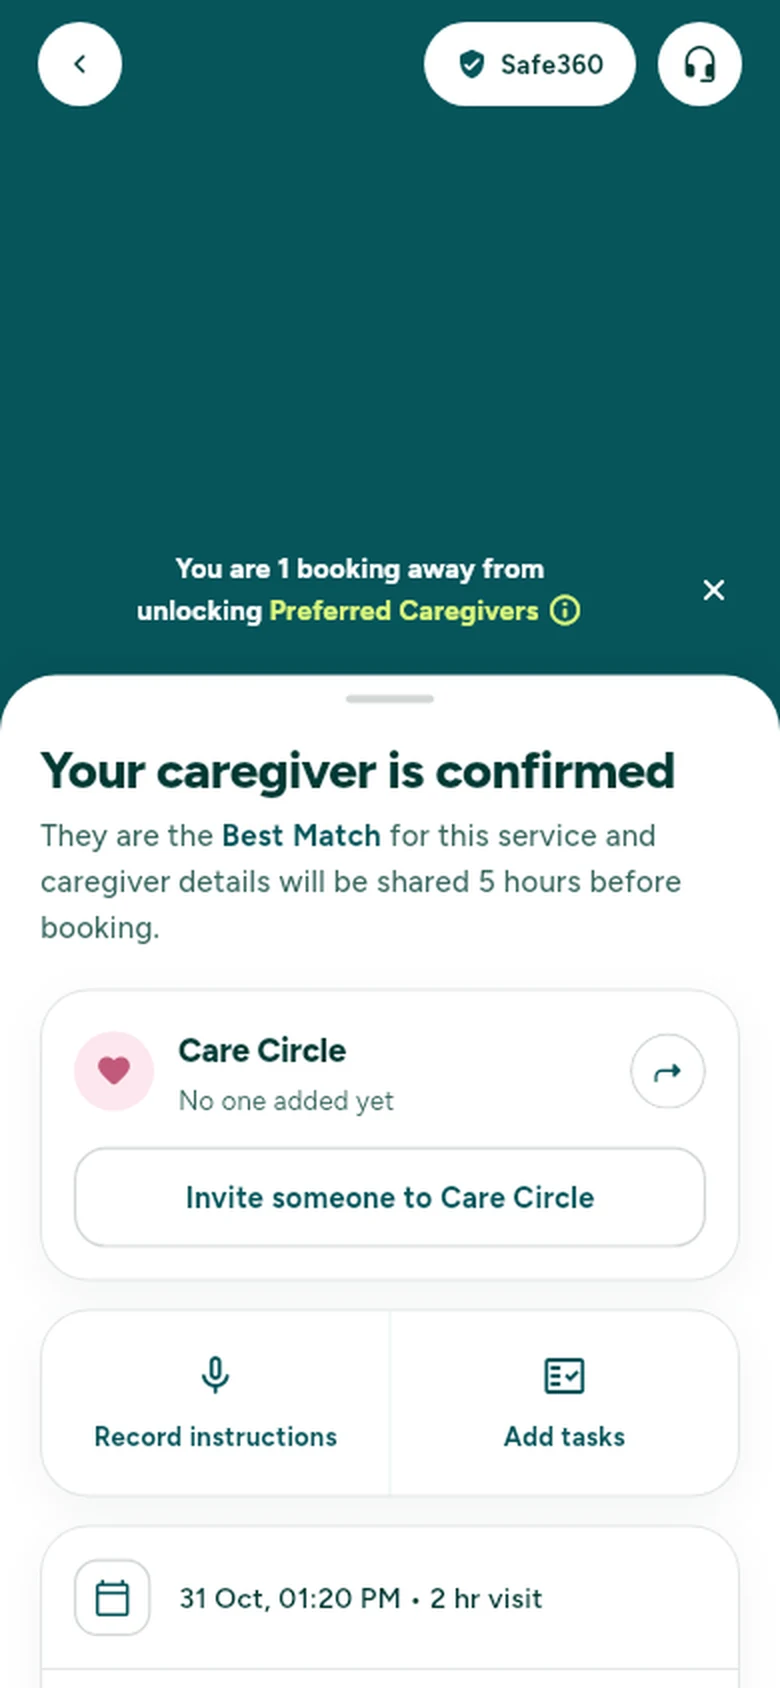 Safe360
You are 1 booking away from
unlocking Preferred Caregivers
Your caregiver is confirmed
They are the Best Match for this service and
caregiver details will be shared 5 hours before
booking.
Care Circle
No one added yet
Invite someone to Care Circle
Record instructions
Add tasks
31 Oct, 01:20 PM • 2 hr visit